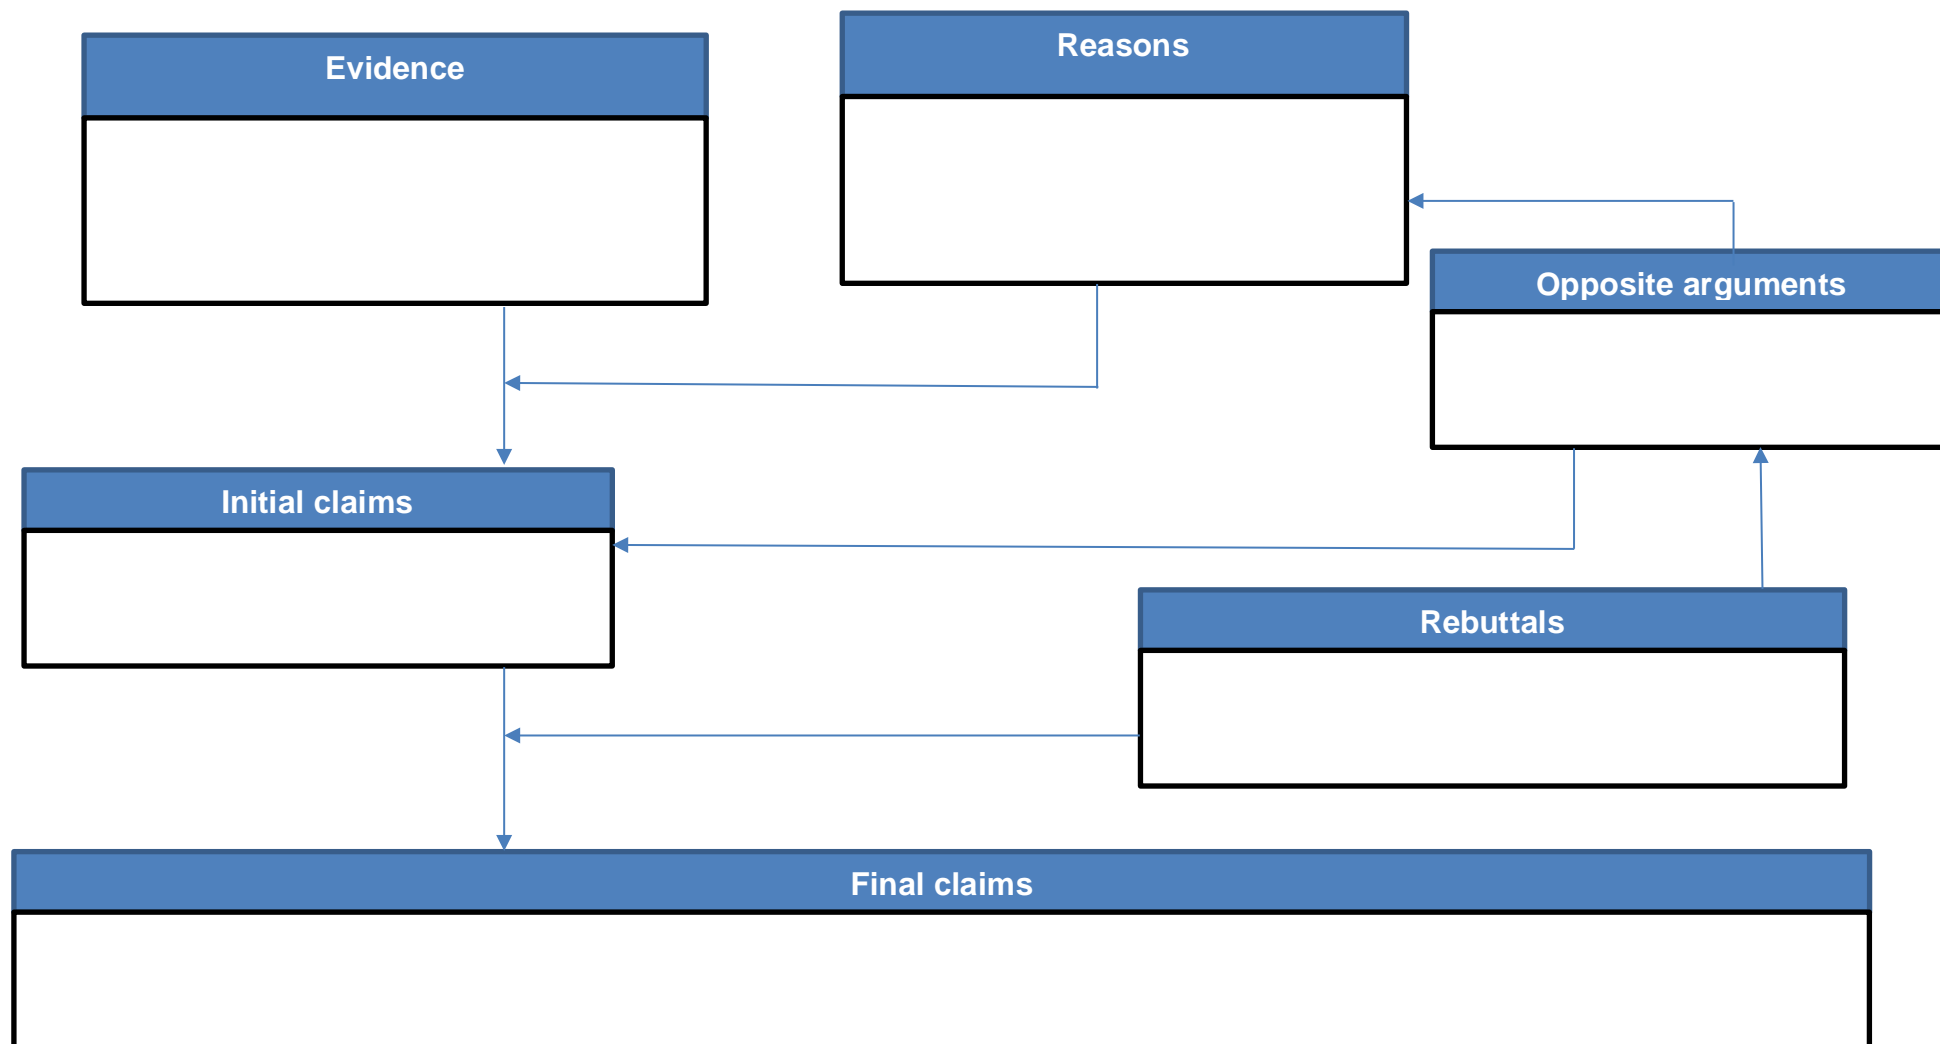 Evidence
Reasons
Opposite arguments
Initial claims
Rebuttals
Final claims